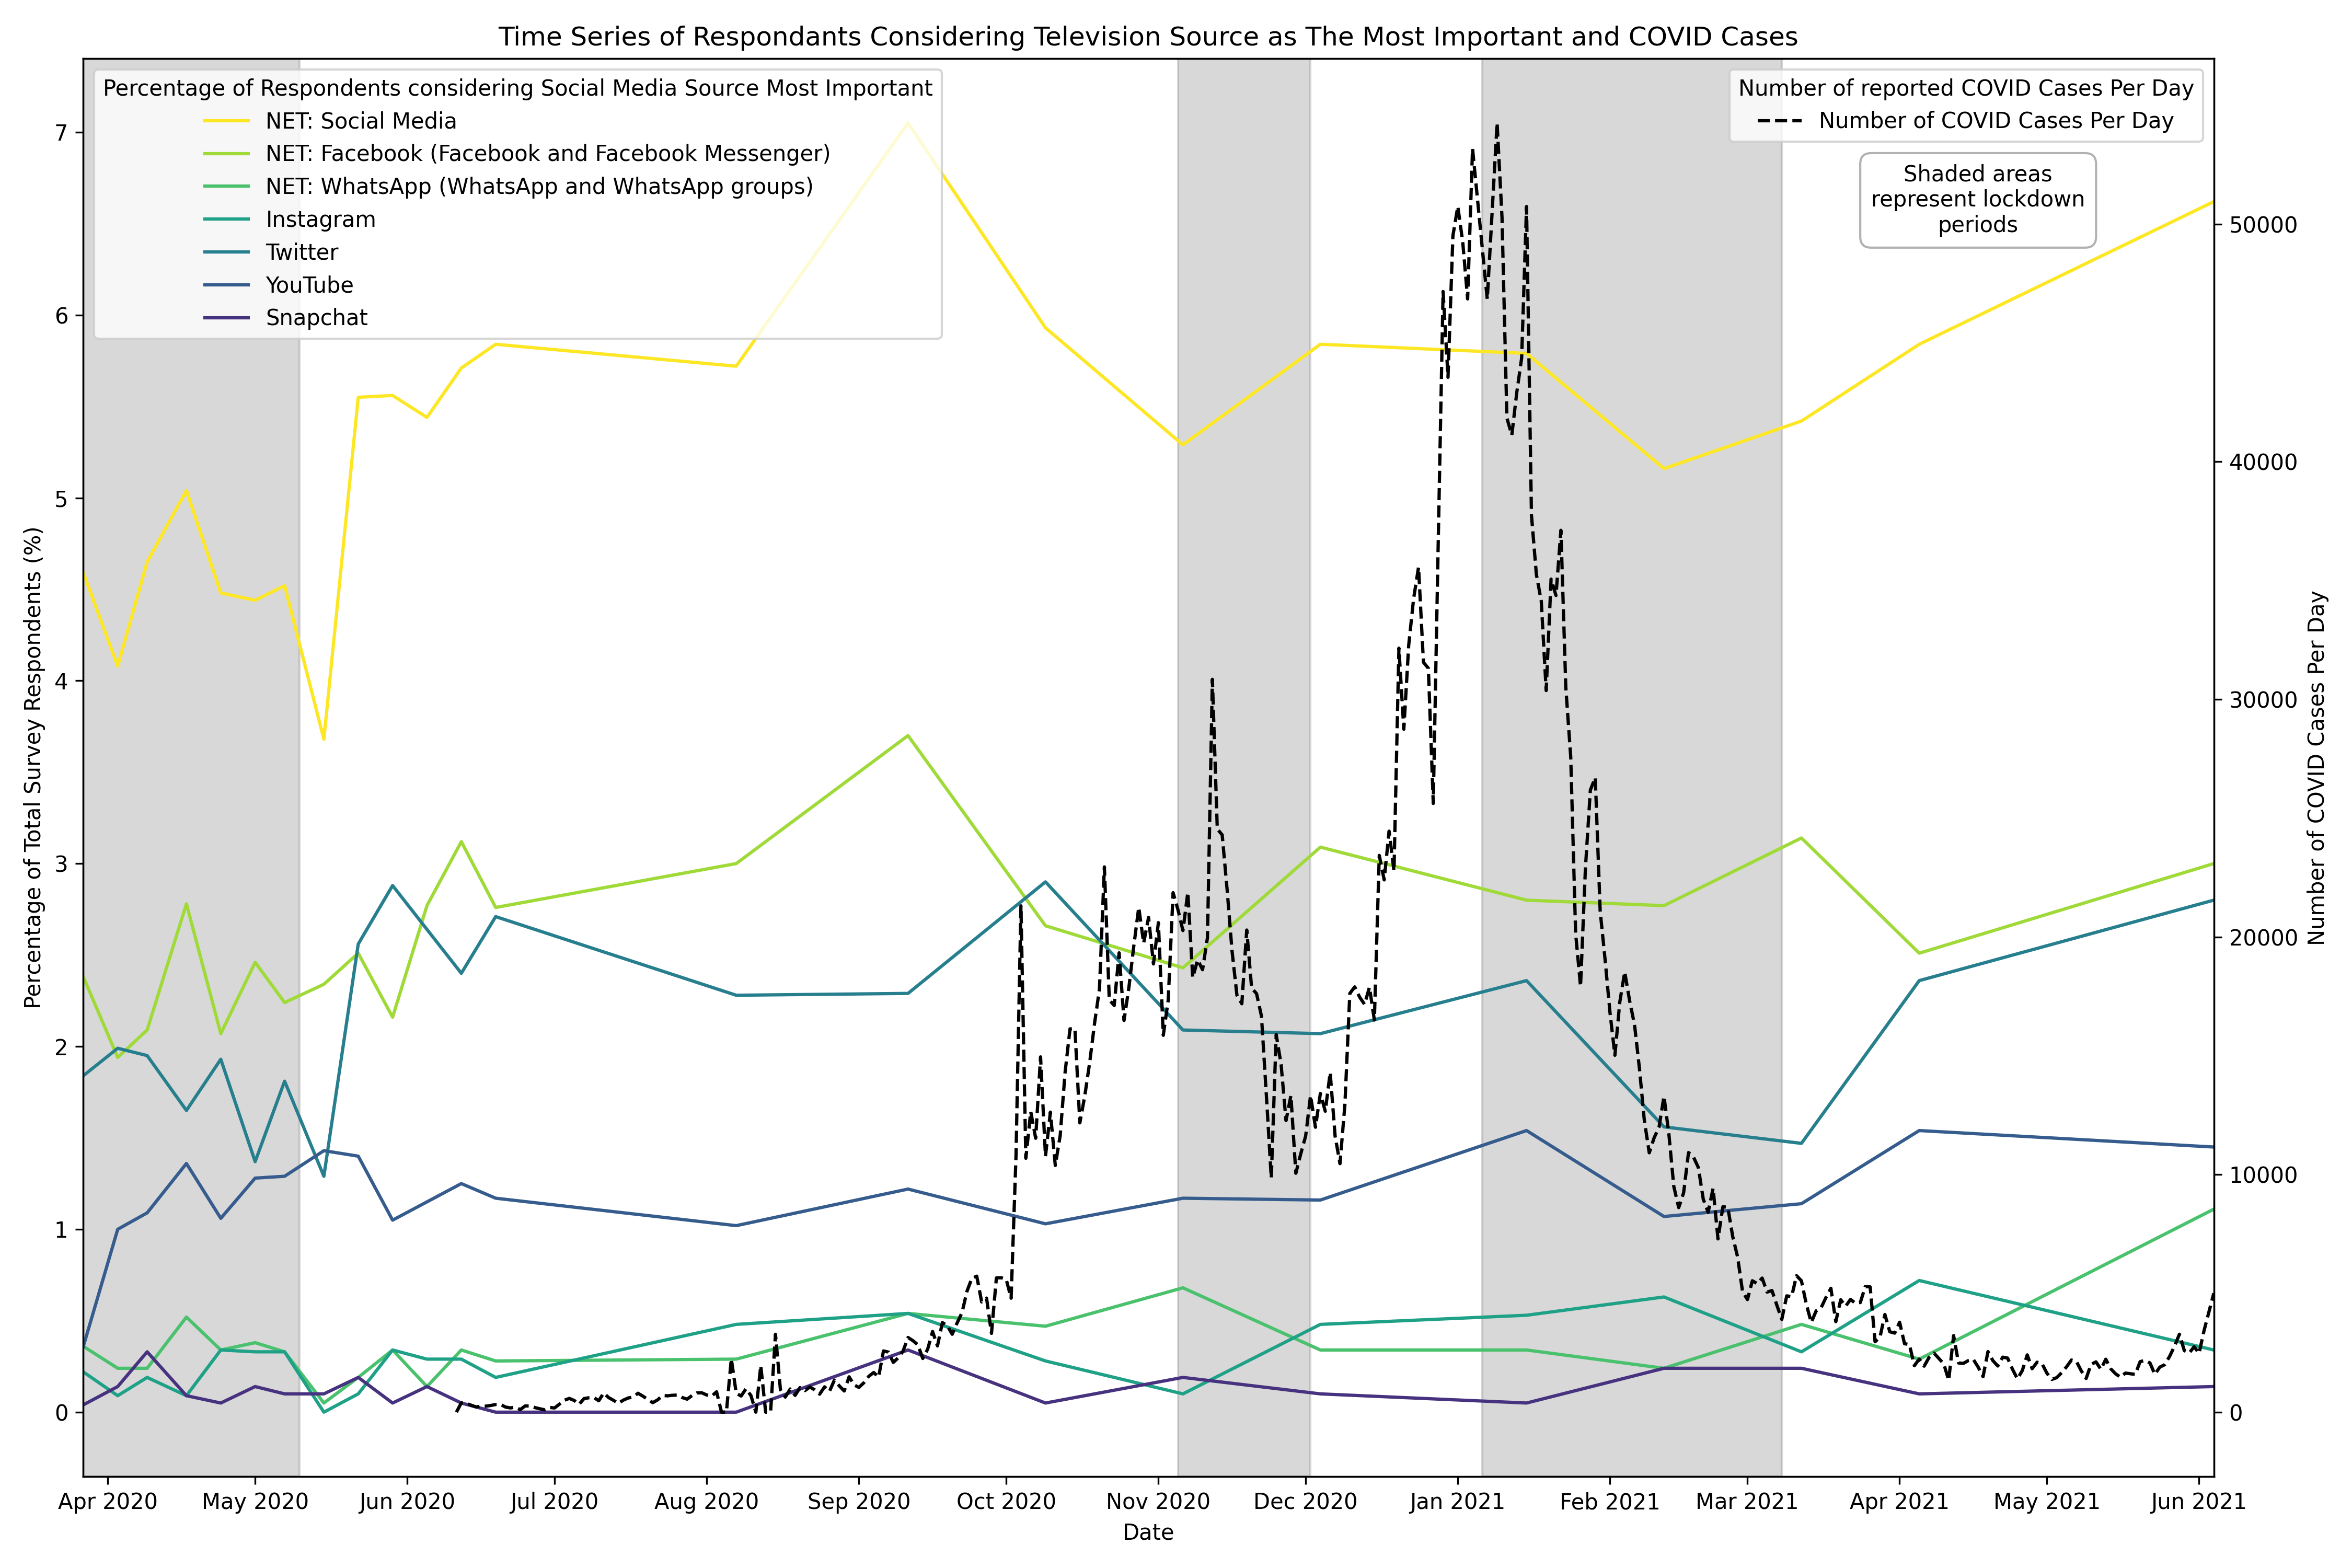 Time Series of Respondants Considering Television Source as The Most Important and COVID Cases
Percentage of Respondents considering Social Media Source Most Important
NET: Social Media
NET: Facebook (Facebook and Facebook Messenger)
NET: WhatsApp (WhatsApp and WhatsApp groups)
Instagram
Twitter
YouTube
Snapchat
Number of reported COVID Cases Per Day
Number of COVID Cases Per Day
Shaded areas
represent lockdown
periods
Percentage of Total Survey Respondents (%)
7
6
5
4
3
2
1
0
50000
40000
30000
20000
10000
0
Number of COVID Cases Per Day
Apr 2020 May 2020 Jun 2020 Jul 2020 Aug 2020 Sep 2020 Oct 2020 Nov 2020 Dec 2020 Jan 2021 Feb 2021 Mar 2021 Apr 2021 May 2021 Jun 2021
Date